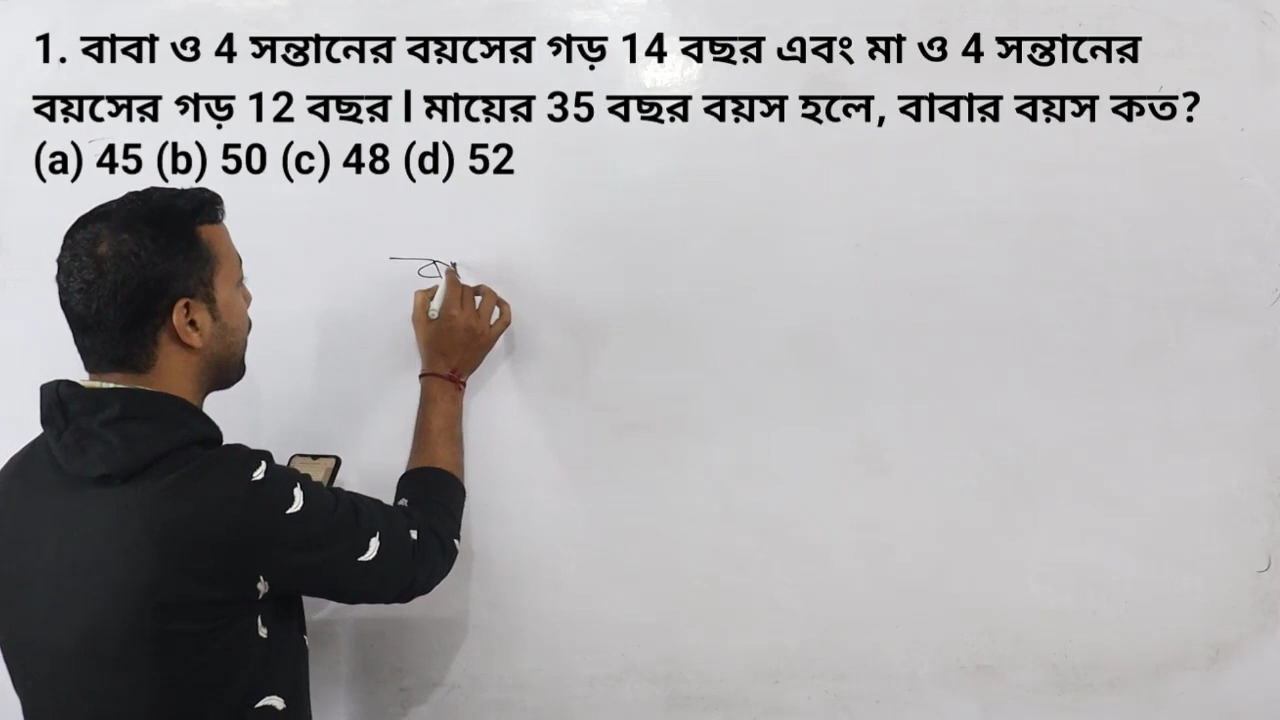 1. বাবা ও 4 সন্তানের বয়সের গড় 14 বছর এবং মা ও 4 সন্তানের
বয়সের গড় 12 বছর l মায়ের 35 বছর বয়স হলে, বাবার বয়স কত?
(a) 45 (b) 50 (c) 48 (d) 52